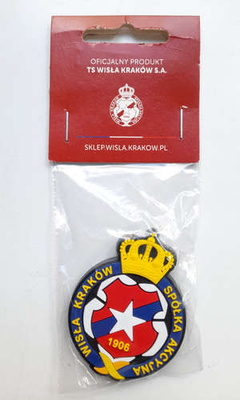 OFICJALNY PRODUKT
TS WISŁA KRAKÓW S.A.
SKLEP.WISLA.KRAKOW.PL
WISŁA KRAKÓW
SPÓŁKA AKCYJNA
1906